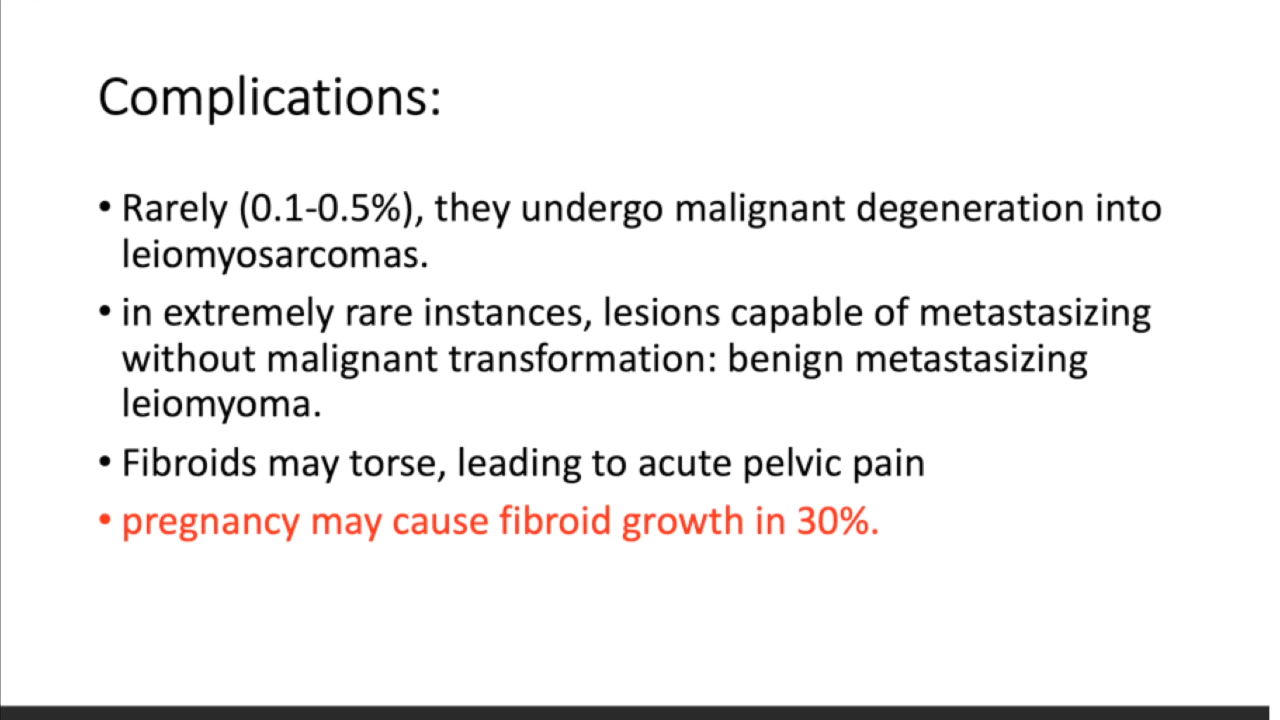 Complications:
• Rarely (0.1-0.5%), they undergo malignant degeneration into
leiomyosarcomas.
• in extremely rare instances, lesions capable of metastasizing
without malignant transformation: benign metastasizing
leiomyoma.
• Fibroids may torse, leading to acute pelvic pain
• pregnancy may cause fibroid growth in 30%.